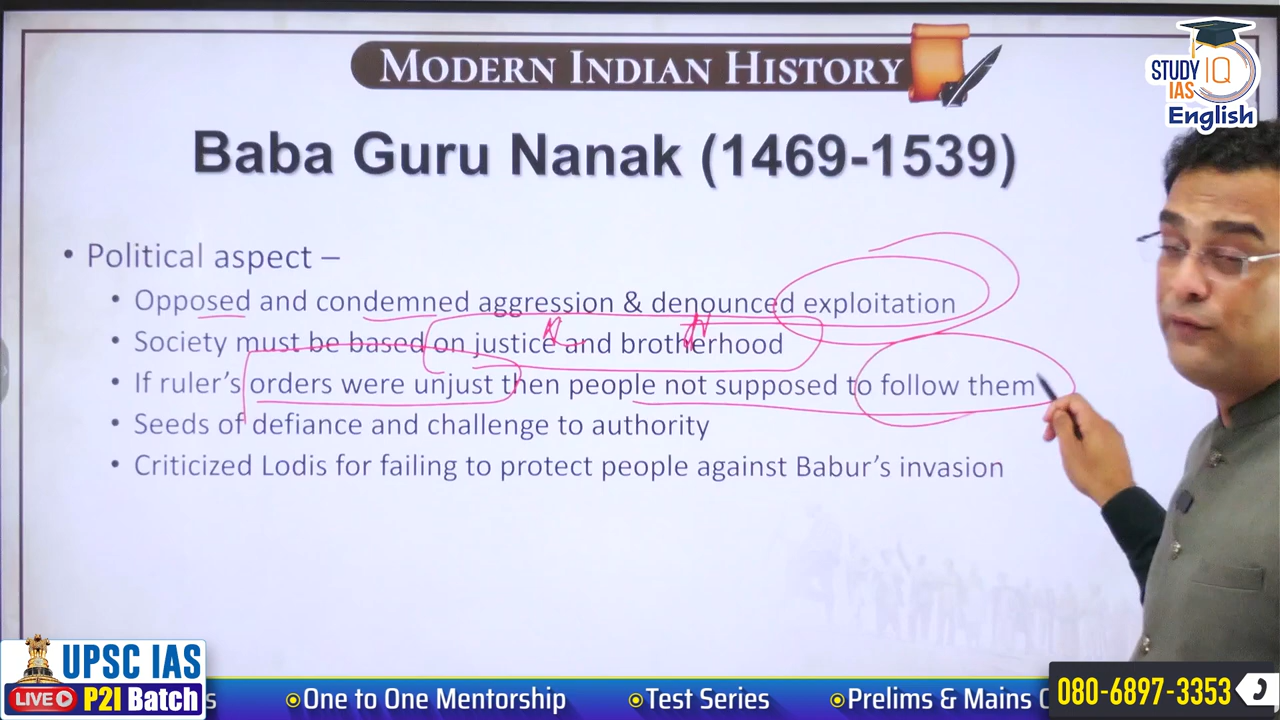 MODERN INDIAN HISTORY
STUDY IQ
IAS
English
Baba Guru Nanak (1469-1539)
• Political aspect –
• Opposed and condemned aggression & denounced exploitation
• Society must be based on justice and brotherhood
• If ruler’s orders were unjust then people not supposed to follow them
• Seeds of defiance and challenge to authority
• Criticized Lodis for failing to protect people against Babur’s invasion
UPSC IAS
LIVE P2I Batch
One to One Mentorship
Test Series
Prelims & Mains
080-6897-3353